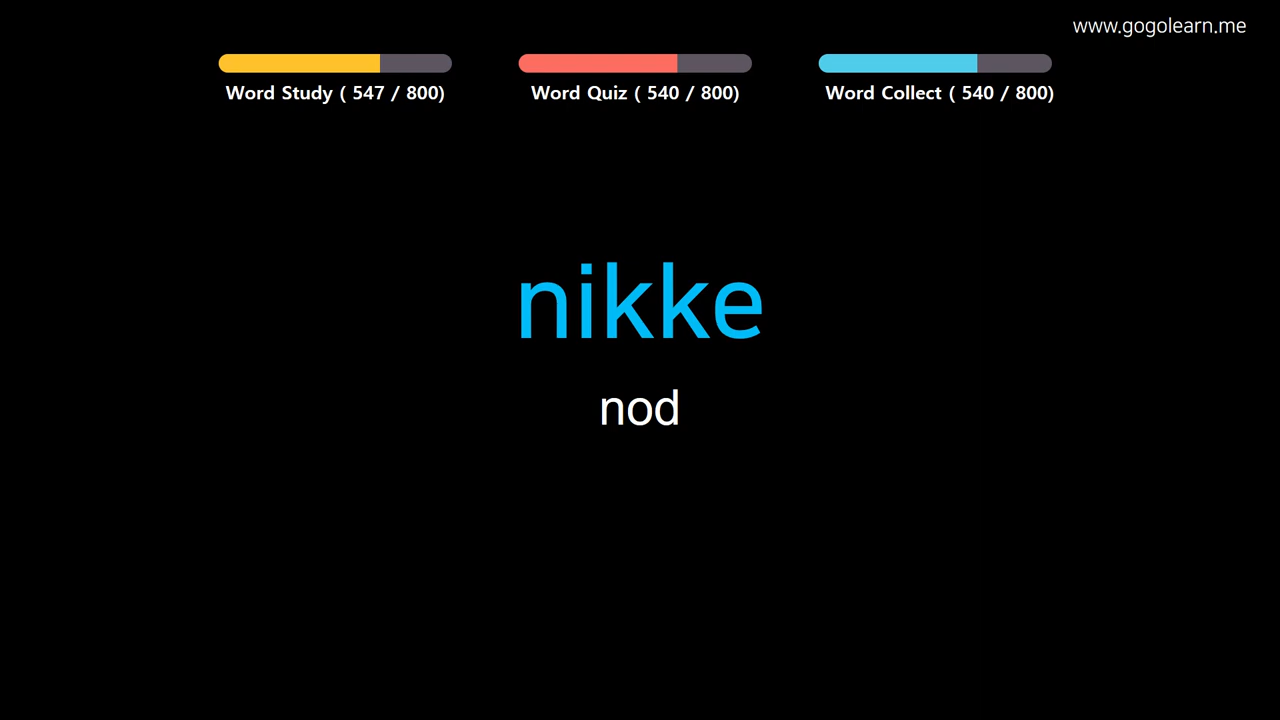 www.gogolearn.me
Word Study ( 547 / 800)
Word Quiz ( 540 / 800)
Word Collect ( 540 / 800)
nikke
nod